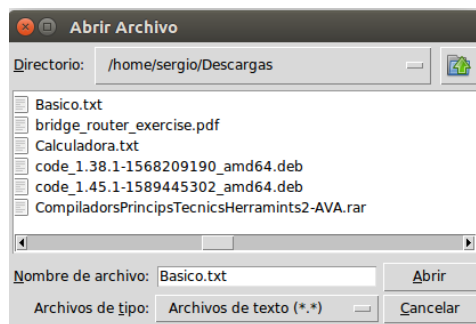 Abrir Archivo
Directorio: /home/sergio/Descargas
Basico.txt
bridge_router_exercise.pdf
Calculadora.txt
code_1.38.1-1568209190_amd64.deb
code_1.45.1-1589445302_amd64.deb
CompiladorsPrincipsTecnicsHerramints2-AVA.rar
Nombre de archivo: Basico.txt Abrir
Archivos de tipo: Archivos de texto (*.*) Cancelar